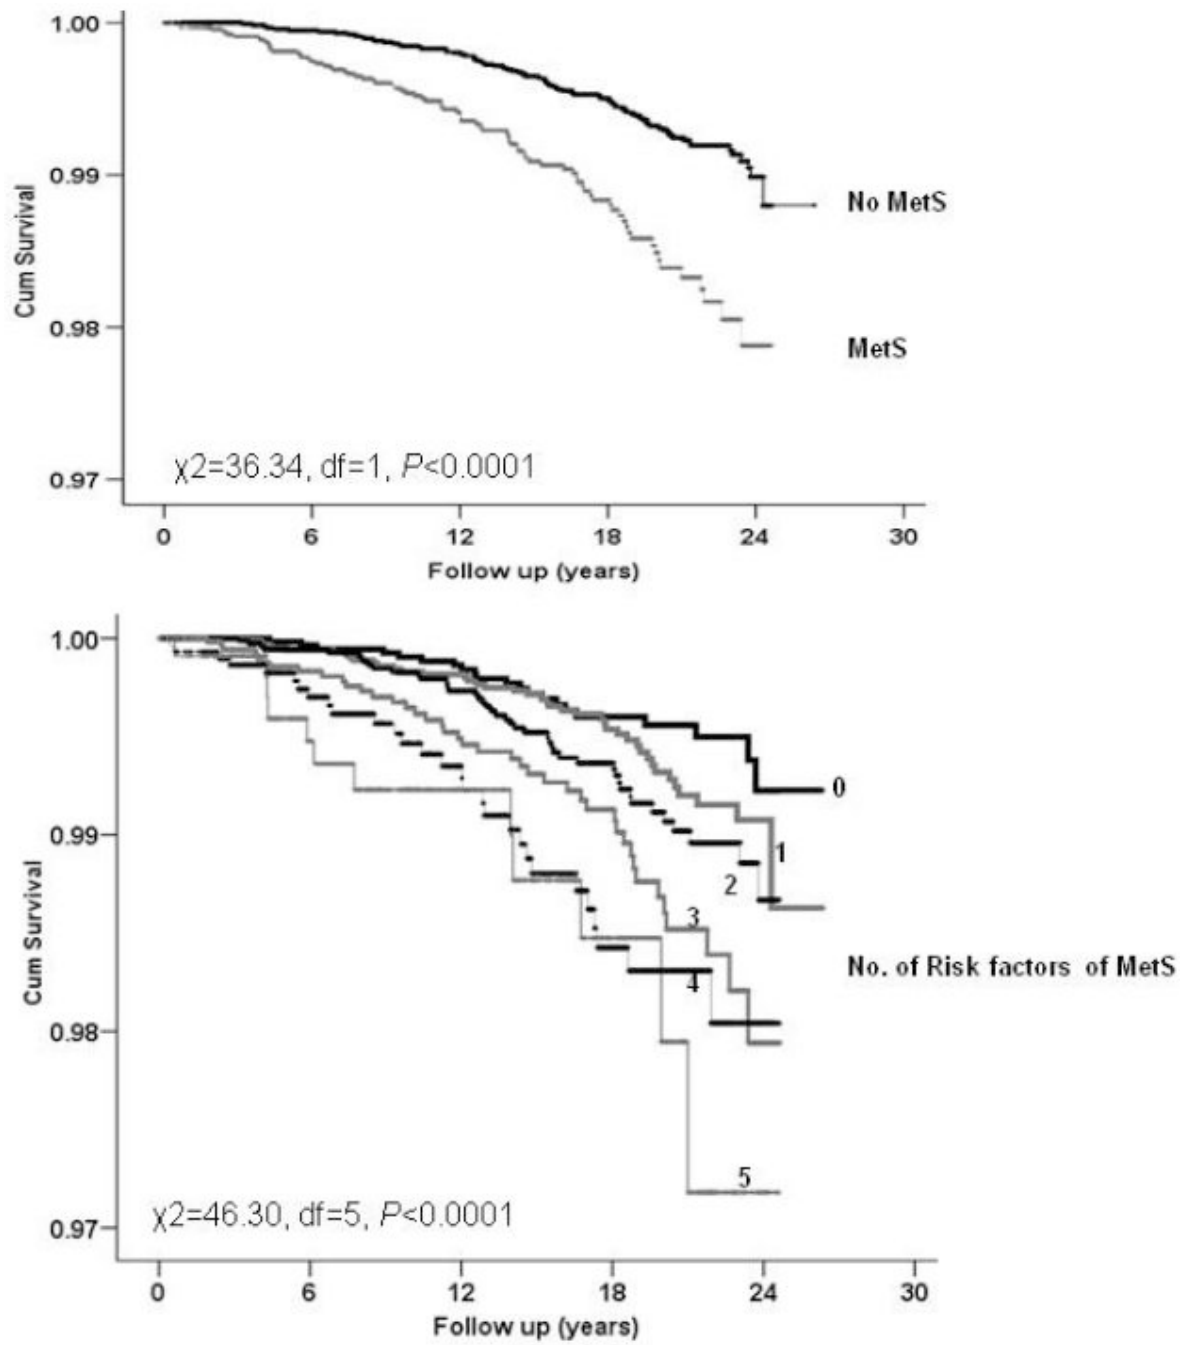 1.00
0.99
0.98
0.97
Cum Survival
No MetS
MetS
χ2=36.34, df=1, P<0.0001
0 6 12 18 24 30
Follow up (years)
1.00
0.99
0.98
0.97
Cum Survival
0
1
2
3
4
5
No. of Risk factors of MetS
χ2=46.30, df=5, P<0.0001
0 6 12 18 24 30
Follow up (years)